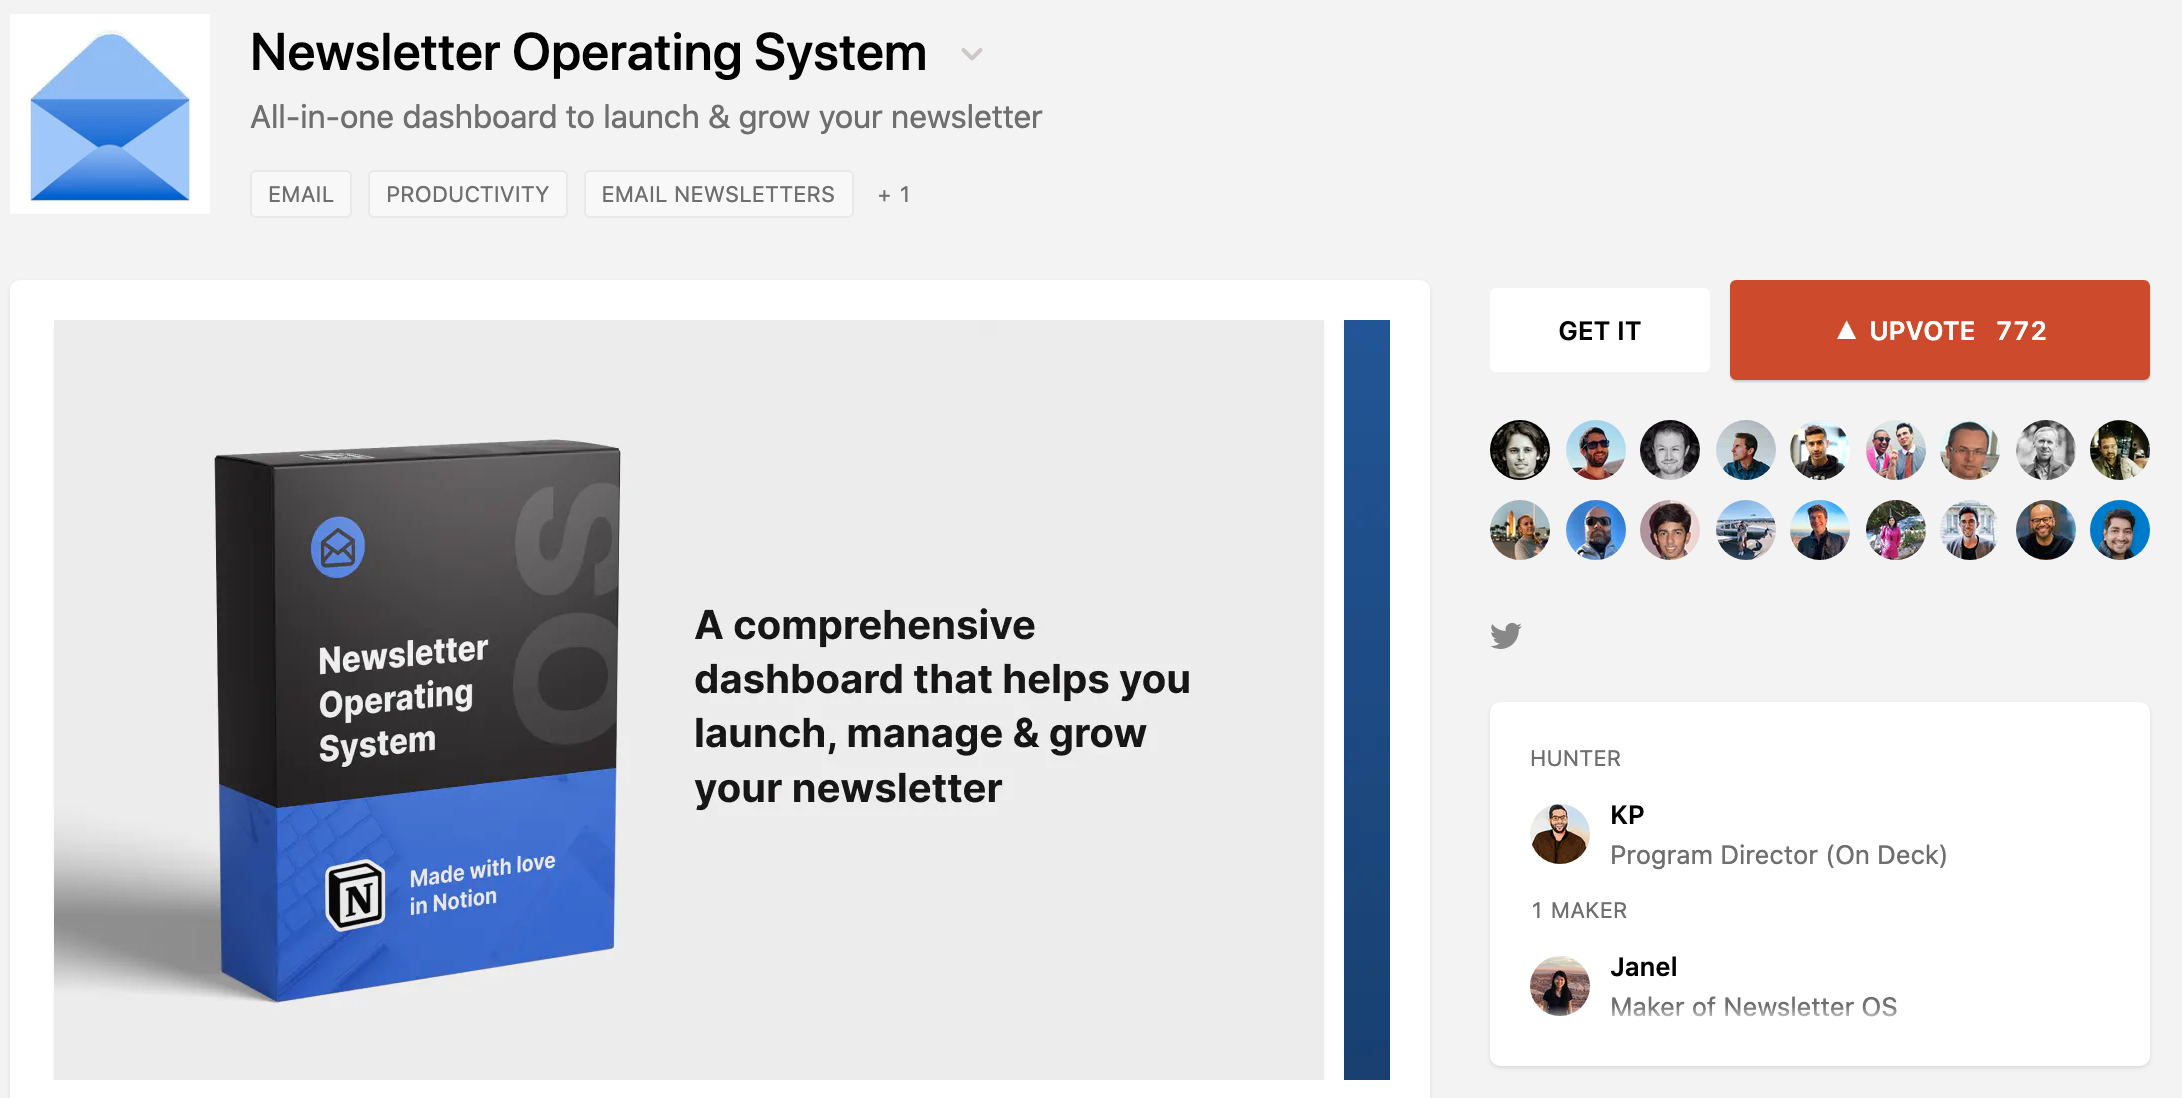 Newsletter Operating System
All-in-one dashboard to launch & grow your newsletter
EMAIL
PRODUCTIVITY
EMAIL NEWSLETTERS
+ 1
OS
Newsletter
Operating
System
N
Made with love
in Notion
A comprehensive
dashboard that helps you
launch, manage & grow
your newsletter
GET IT
▲ UPVOTE 772
HUNTER
KP
Program Director (On Deck)
1 MAKER
Janel
Maker of Newsletter OS